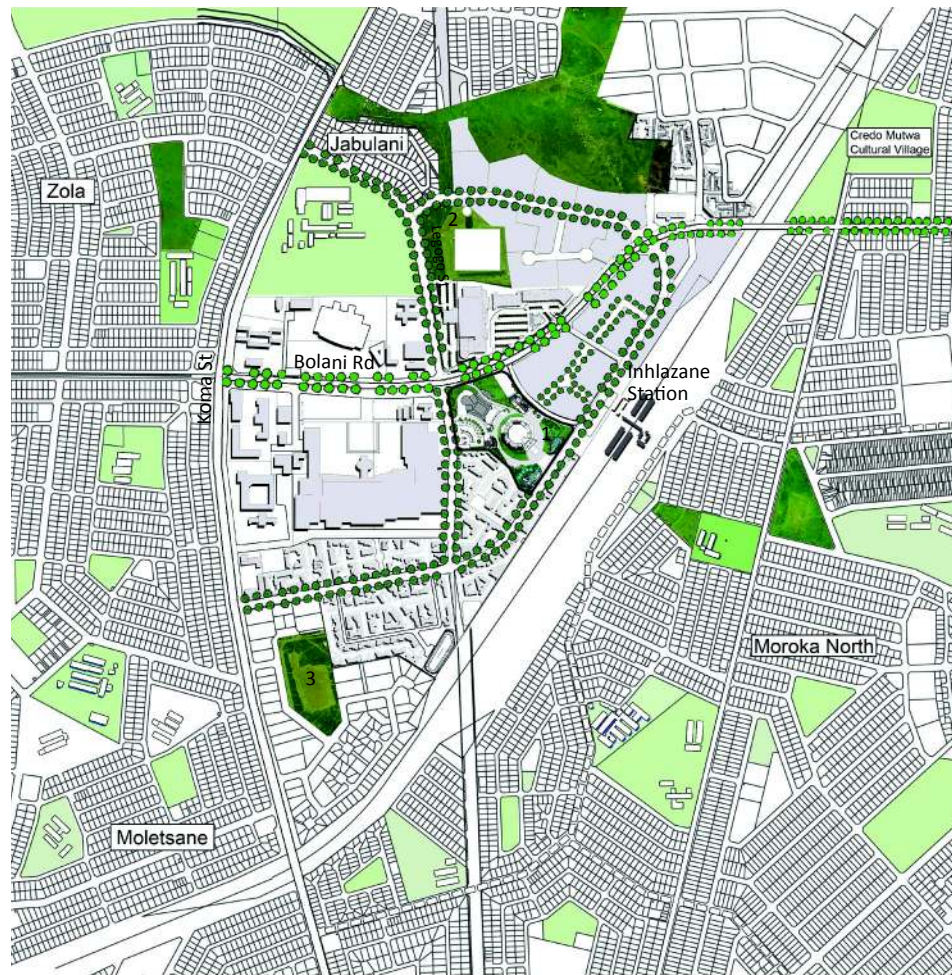 Credo Mutwa
Cultural Village
Jabulani
Zola
2
Bolani Rd
Koma St
Inhlazane
Station
Moroka North
3
Moletsane